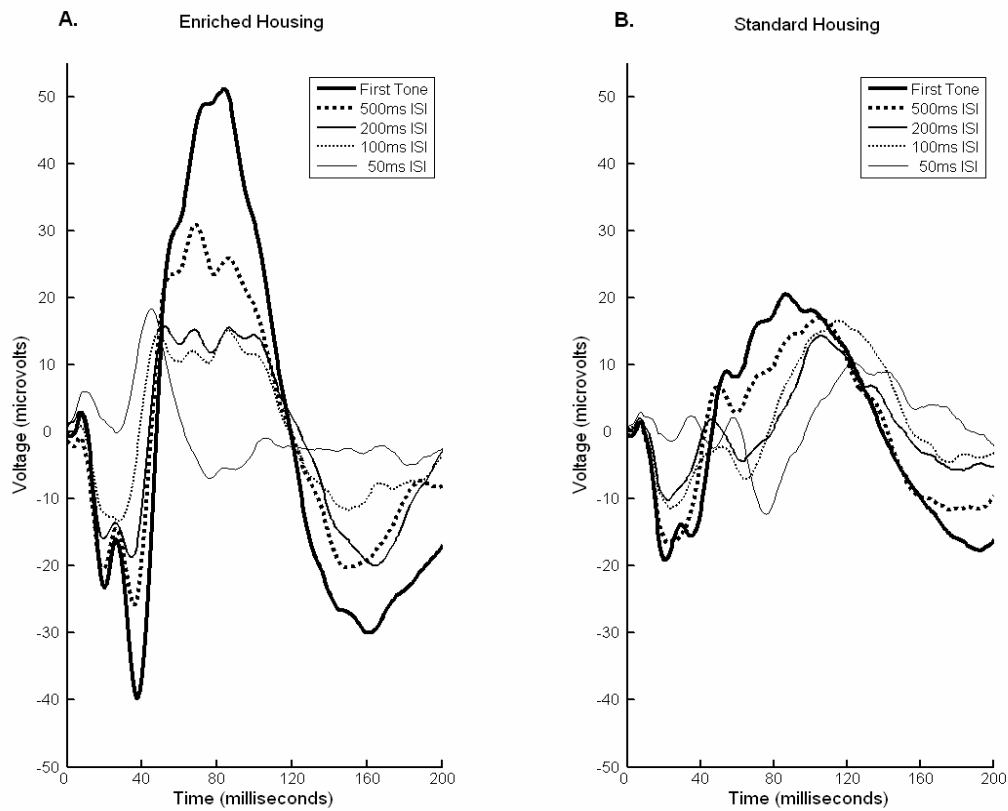 A.
Enriched Housing
First Tone
500ms ISI
200ms ISI
100ms ISI
50ms ISI
50
40
30
20
10
0
-10
-20
-30
-40
-50
Voltage (microvolts)
0 40 80 120 160 200
Time (milliseconds)
B.
Standard Housing
First Tone
500ms ISI
200ms ISI
100ms ISI
50ms ISI
50
40
30
20
10
0
-10
-20
-30
-40
-50
Voltage (microvolts)
0 40 80 120 160 200
Time (milliseconds)